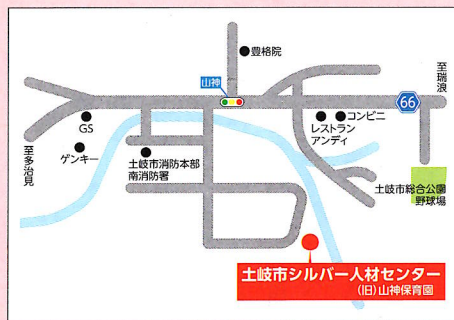 豊格院
山神
至瑞浪
66
GS
コンビニ
レストラン
アンディ
至多治見
ゲンキー
土岐市消防本部
南消防署
土岐市総合公園
野球場
土岐市シルバー人材センター
(旧)山神保育園